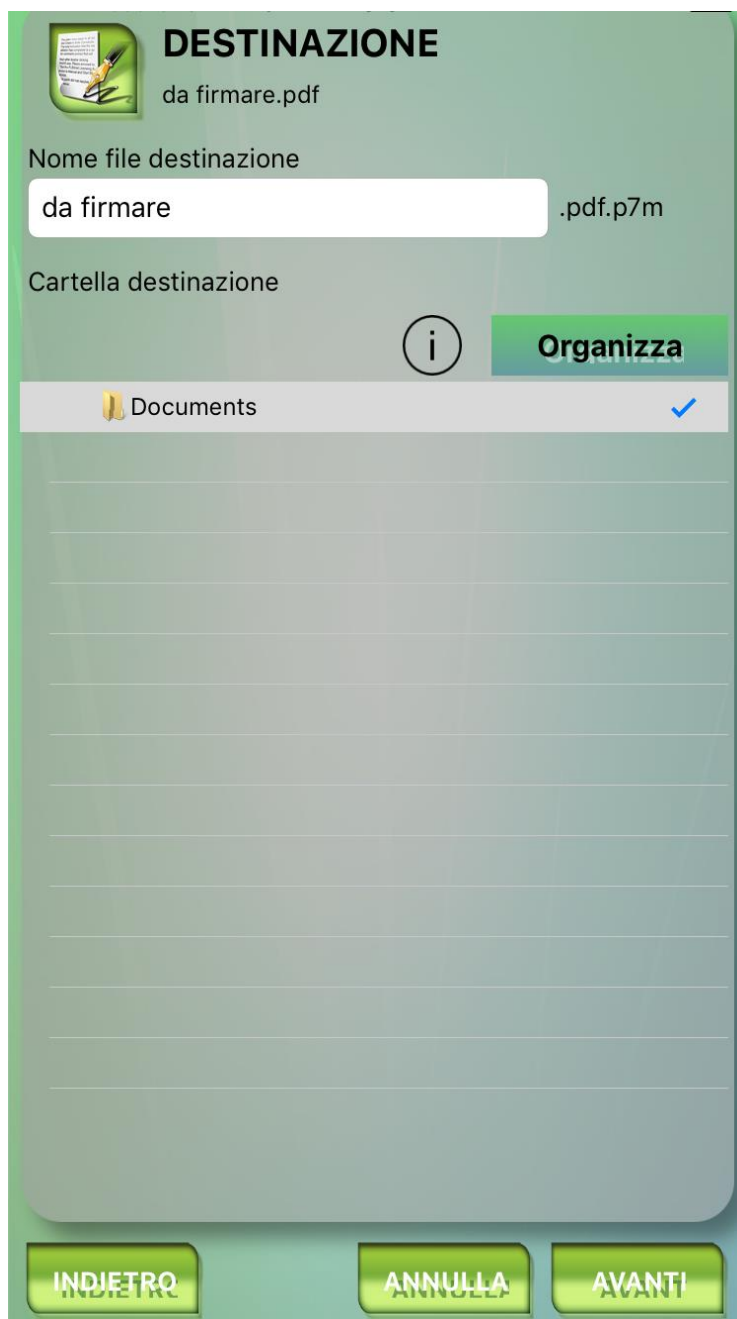 DESTINAZIONE
da firmare.pdf
Nome file destinazione
da firmare .pdf.p7m
Cartella destinazione
i Organizza
Documents
INDIETRO ANNULLA AVANTI